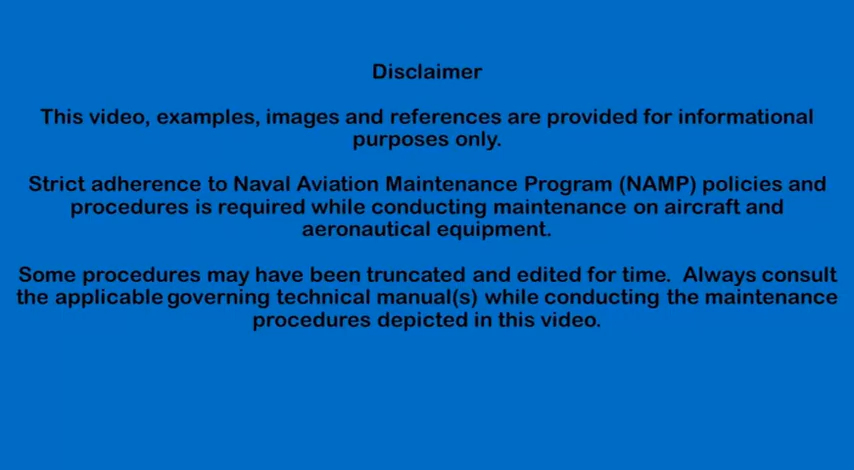 Disclaimer
This video, examples, images and references are provided for informational
purposes only.
Strict adherence to Naval Aviation Maintenance Program (NAMP) policies and
procedures is required while conducting maintenance on aircraft and
aeronautical equipment.
Some procedures may have been truncated and edited for time.  Always consult
the applicable governing technical manual(s) while conducting the maintenance
procedures depicted in this video.